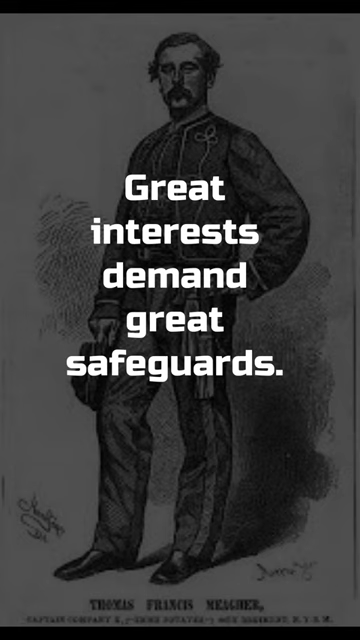 Great
interests
demand
great
safeguards.
THOMAS FRANCIS MEAGHER,